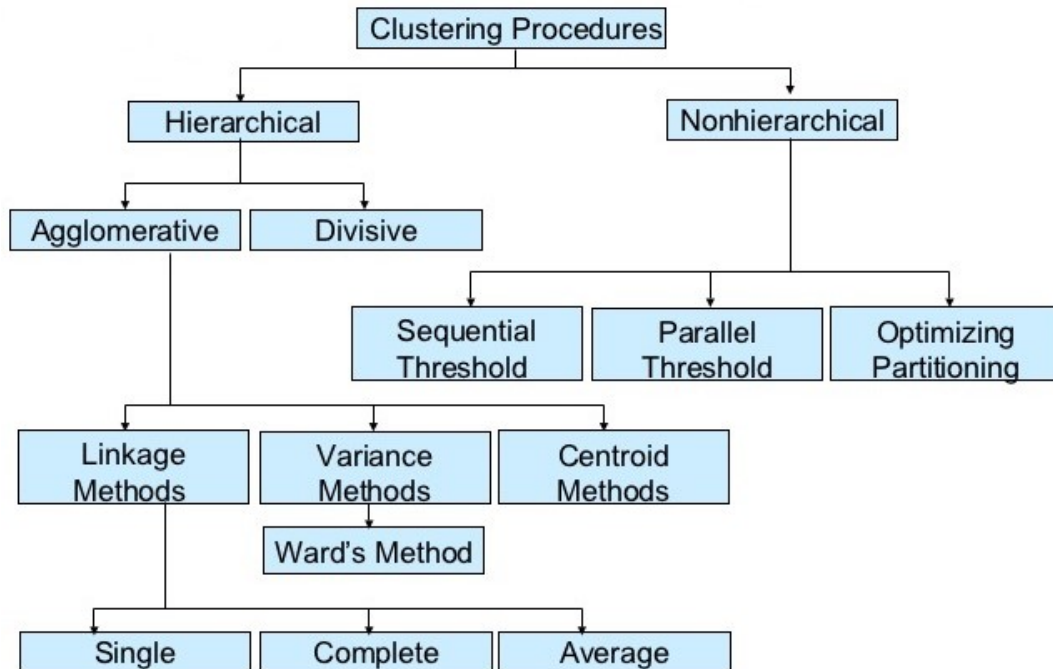 Clustering Procedures
Hierarchical
Nonhierarchical
Agglomerative
Divisive
Sequential
Threshold
Parallel
Threshold
Optimizing
Partitioning
Linkage
Methods
Variance
Methods
Centroid
Methods
Ward's Method
Single
Complete
Average